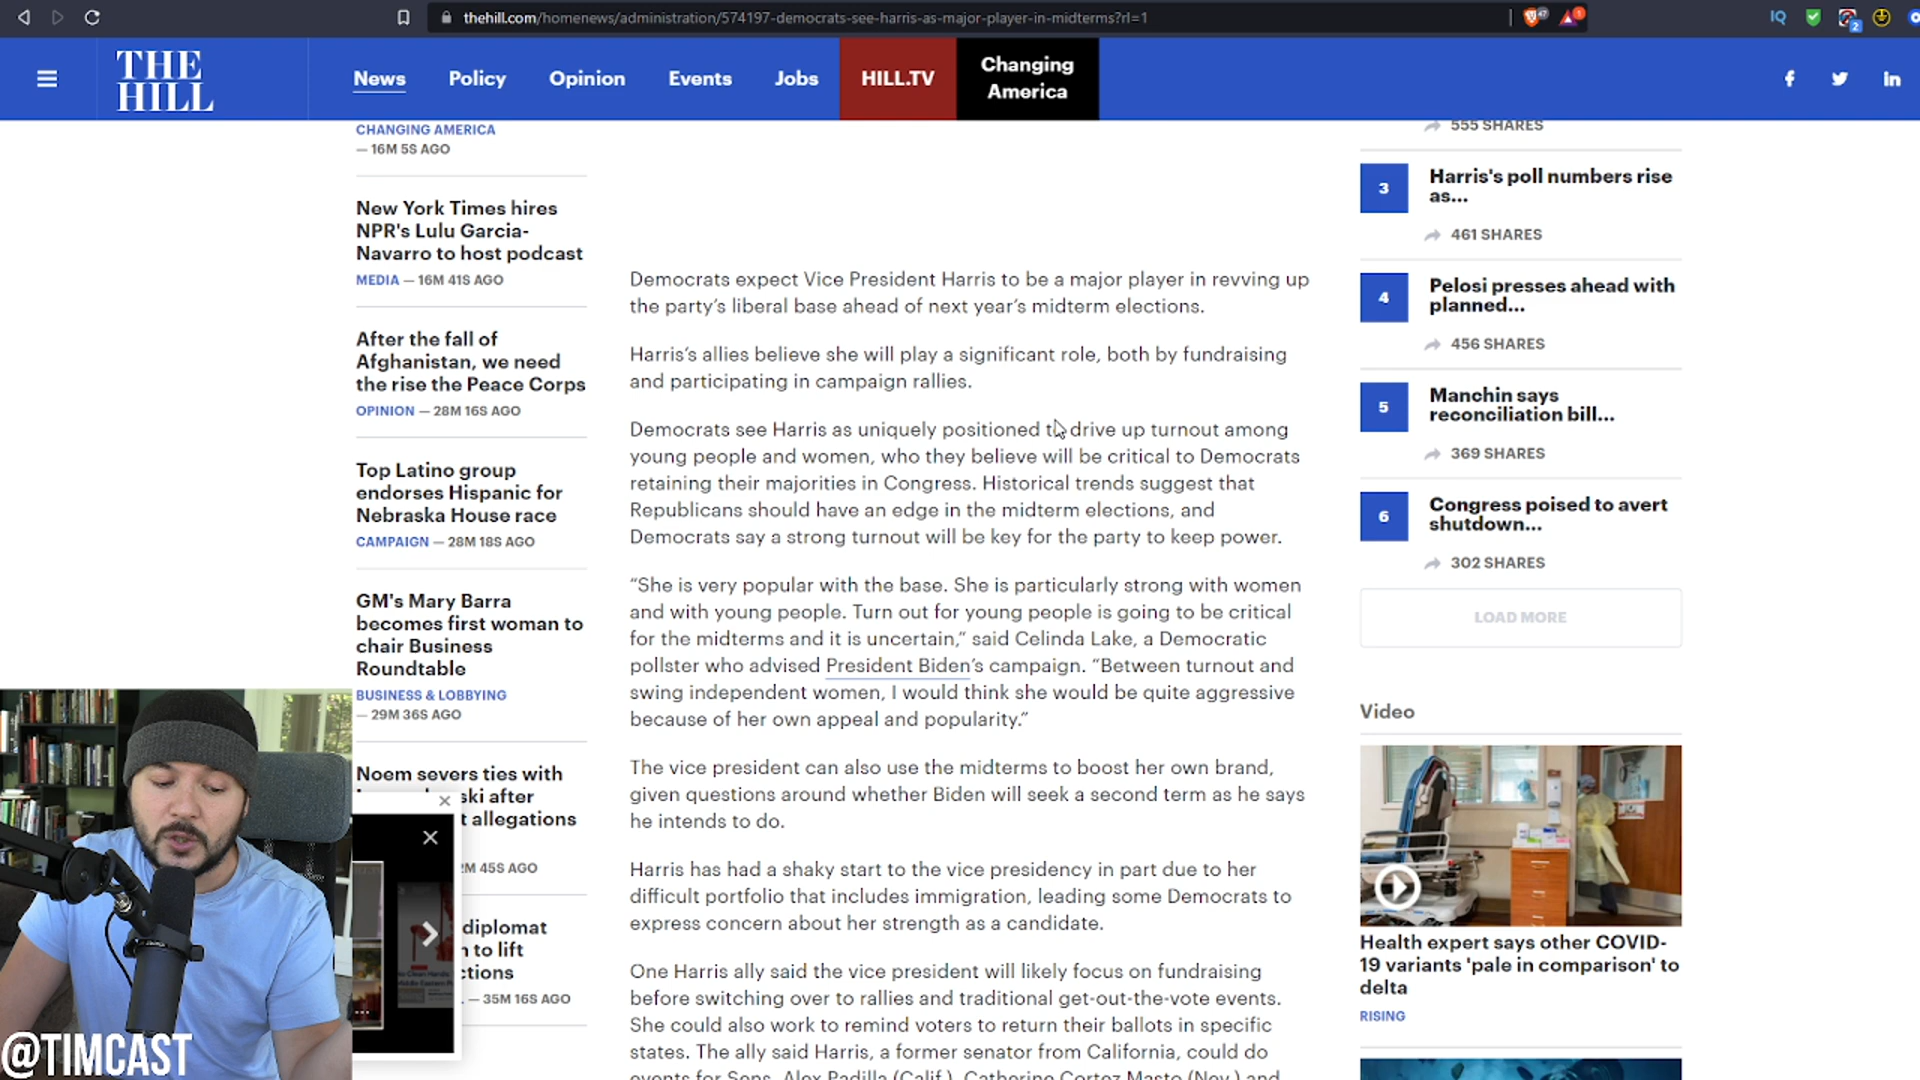 thehill.com/homenews/administration/574197-democrats-see-harris-as-major-player-in-midterms?rl=1
IQ
2
THE
HILL
News
Policy
Opinion
Events
Jobs
HILL.TV
Changing
America
CHANGING AMERICA
— 16M 5S AGO
New York Times hires
NPR's Lulu Garcia-
Navarro to host podcast
MEDIA — 16M 41S AGO
After the fall of
Afghanistan, we need
the rise the Peace Corps
OPINION — 28M 16S AGO
Top Latino group
endorses Hispanic for
Nebraska House race
CAMPAIGN — 28M 18S AGO
GM's Mary Barra
becomes first woman to
chair Business
Roundtable
BUSINESS & LOBBYING
— 29M 36S AGO
Noem severs ties with
ski after
t allegations
2M 45S AGO
diplomat
n to lift
ctions
— 35M 16S AGO
Democrats expect Vice President Harris to be a major player in revving up
the party's liberal base ahead of next year's midterm elections.
Harris's allies believe she will play a significant role, both by fundraising
and participating in campaign rallies.
Democrats see Harris as uniquely positioned to drive up turnout among
young people and women, who they believe will be critical to Democrats
retaining their majorities in Congress. Historical trends suggest that
Republicans should have an edge in the midterm elections, and
Democrats say a strong turnout will be key for the party to keep power.
“She is very popular with the base. She is particularly strong with women
and with young people. Turn out for young people is going to be critical
for the midterms and it is uncertain,” said Celinda Lake, a Democratic
pollster who advised President Biden’s campaign. “Between turnout and
swing independent women, I would think she would be quite aggressive
because of her own appeal and popularity.”
The vice president can also use the midterms to boost her own brand,
given questions around whether Biden will seek a second term as he says
he intends to do.
Harris has had a shaky start to the vice presidency in part due to her
difficult portfolio that includes immigration, leading some Democrats to
express concern about her strength as a candidate.
One Harris ally said the vice president will likely focus on fundraising
before switching over to rallies and traditional get-out-the-vote events.
She could also work to remind voters to return their ballots in specific
states. The ally said Harris, a former senator from California, could do
events for Sens. Alex Padilla (Calif.), Catherine Cortez Masto (Nev.) and
555 SHARES
3
Harris's poll numbers rise
as...
461 SHARES
4
Pelosi presses ahead with
planned...
456 SHARES
5
Manchin says
reconciliation bill...
369 SHARES
6
Congress poised to avert
shutdown...
302 SHARES
LOAD MORE
Video
Health expert says other COVID-
19 variants 'pale in comparison' to
delta
RISING
@TIMCAST